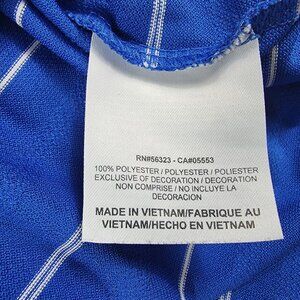 RN#56323 - CA#05553
100% POLYESTER / POLYESTER / POLIESTER
EXCLUSIVE OF DECORATION / DECORATION
NON COMPRISE / NO INCLUYE LA
DECORACION
MADE IN VIETNAM/FABRIQUE AU
VIETNAM/HECHO EN VIETNAM